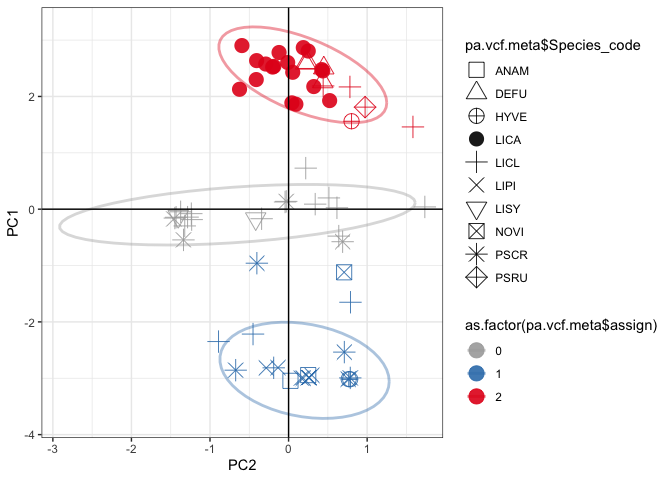 pa.vcf.meta$Species_code
ANAM
DEFU
HYVE
LICA
LICL
LIPI
LISY
NOVI
PSCR
PSRU
as.factor(pa.vcf.meta$assign)
0
1
2
PC1
2
0
-2
-4
-3 -2 -1 0 1
PC2